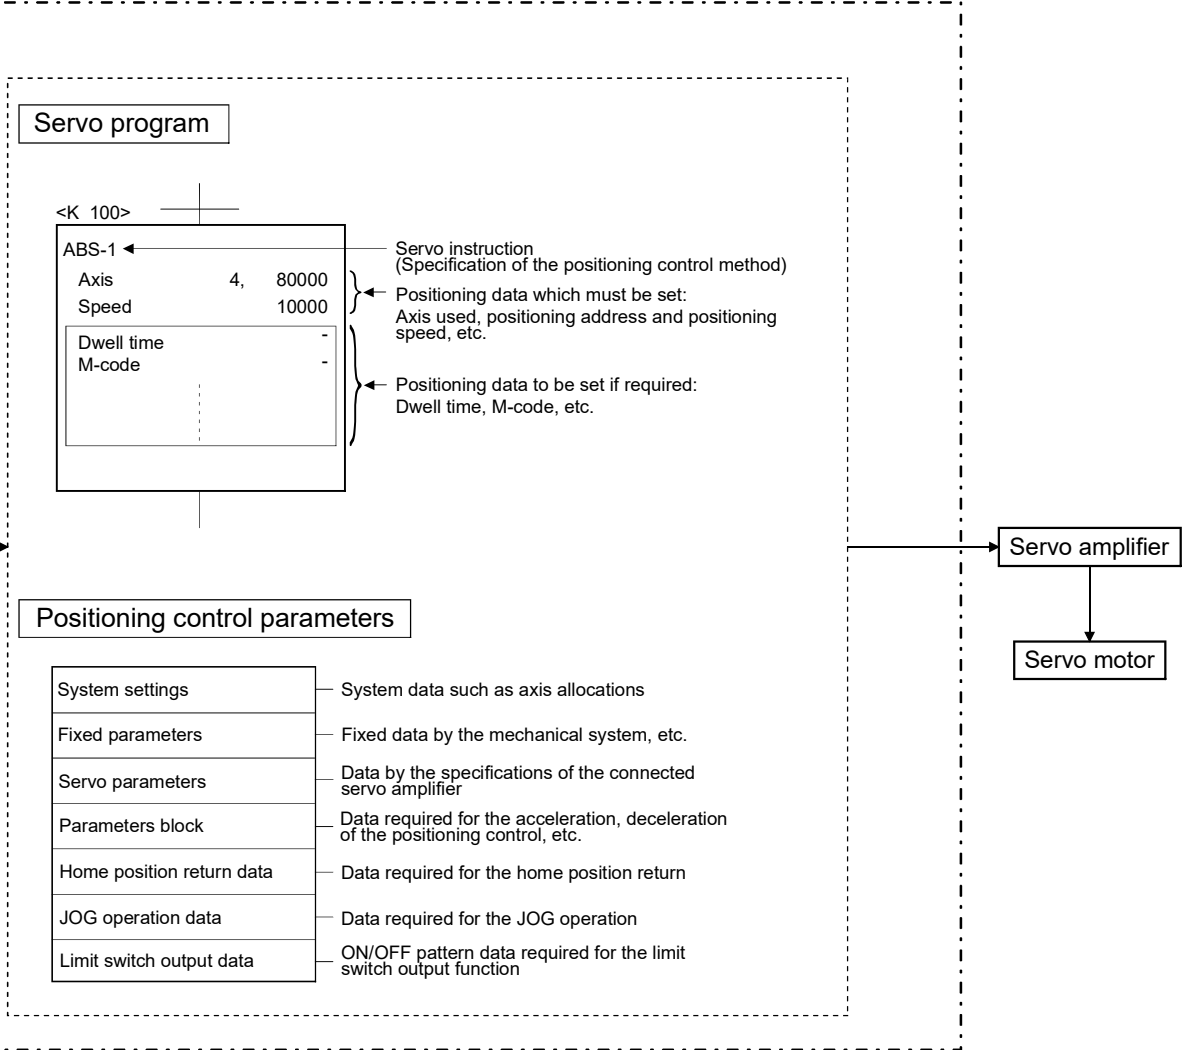 Servo program
<K 100>
ABS-1
Servo instruction
(Specification of the positioning control method)
Axis 4, 80000
Speed 10000
Positioning data which must be set:
Axis used, positioning address and positioning
speed, etc.
Dwell time -
M-code -
Positioning data to be set if required:
Dwell time, M-code, etc.
Servo amplifier
Servo motor
Positioning control parameters
System settings
System data such as axis allocations
Fixed parameters
Fixed data by the mechanical system, etc.
Servo parameters
Data by the specifications of the connected
servo amplifier
Parameters block
Data required for the acceleration, deceleration
of the positioning control, etc.
Home position return data
Data required for the home position return
JOG operation data
Data required for the JOG operation
Limit switch output data
ON/OFF pattern data required for the limit
switch output function